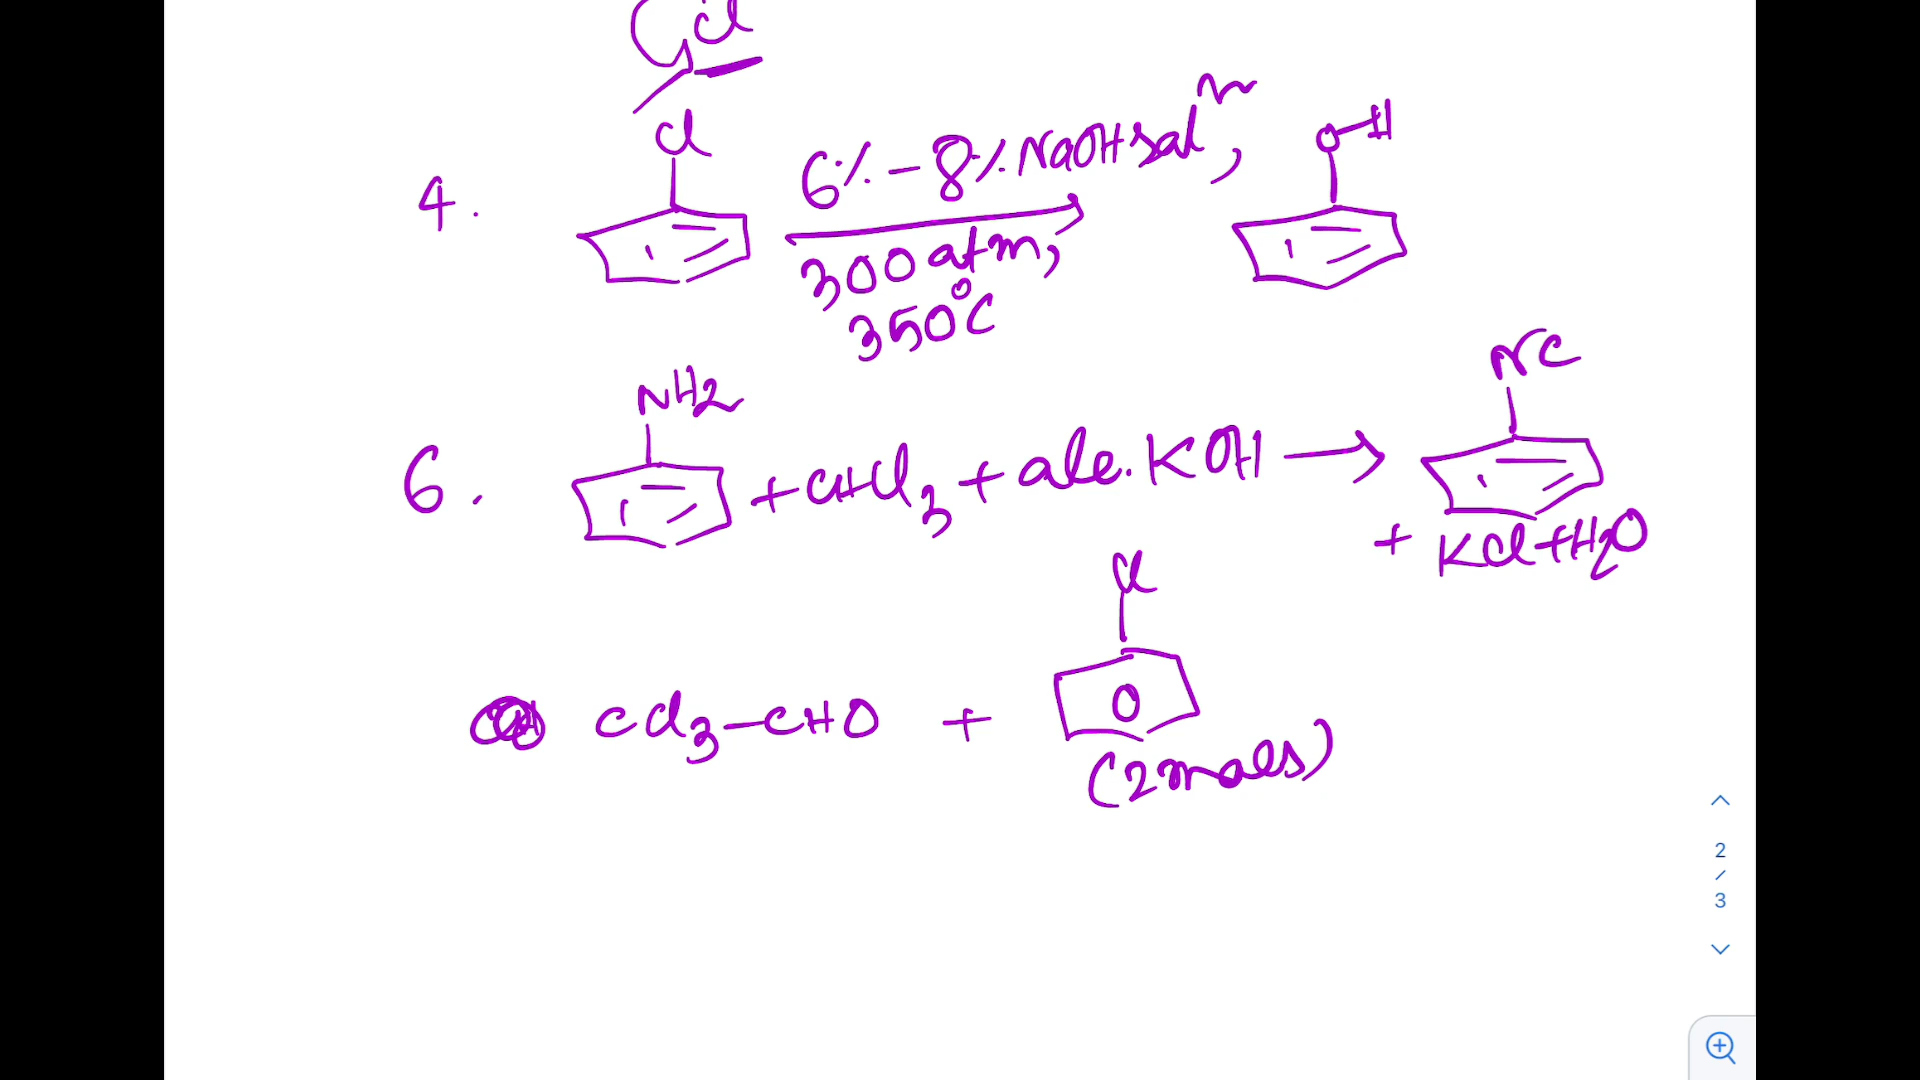 Cl
Cl
4.
6% - 8% NaOH solⁿ,
300 atm,
350°C
O-H
6.
NH2
+ CHCl3 + alc. KOH →
NC
+ KCl + H2O
CCl3-CHO +
Cl
(2 moles)
2
/
3